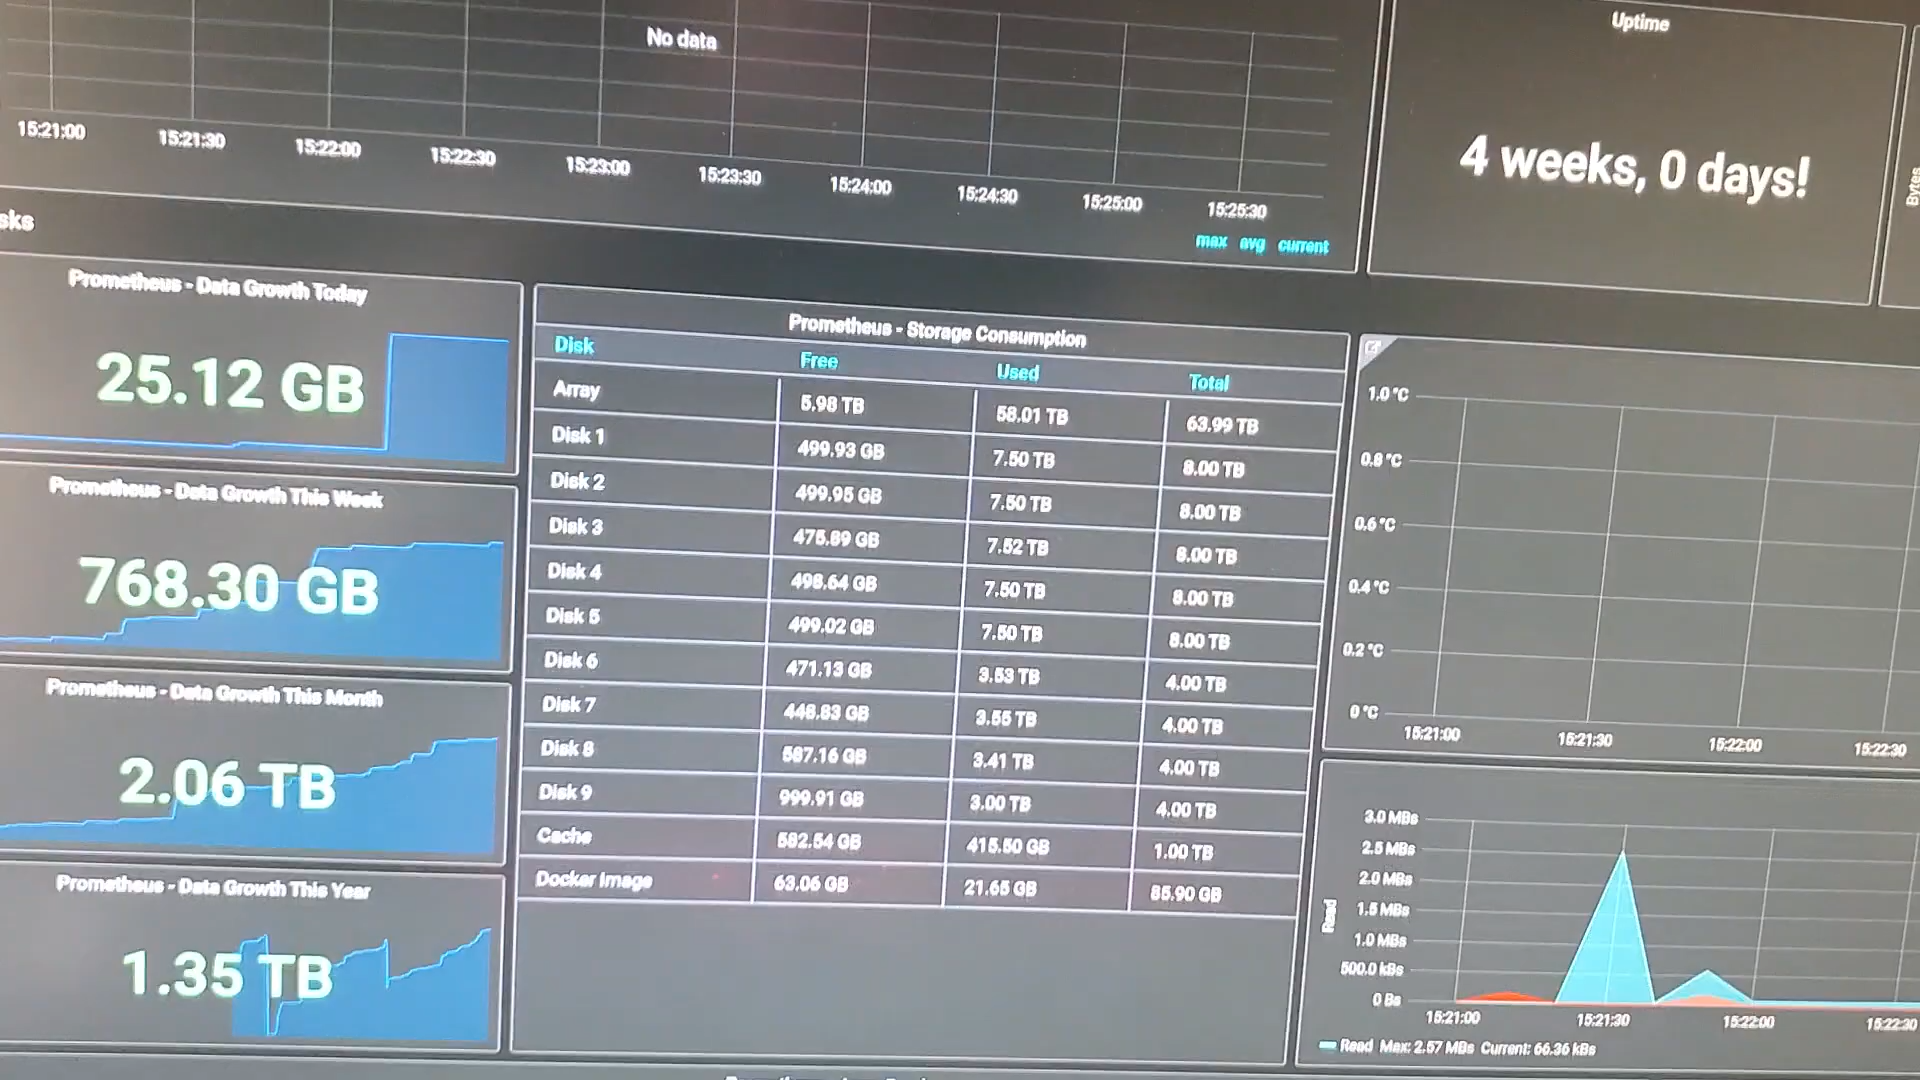 No data
Uptime
4 weeks, 0 days!
Bytes
15:21:00 15:21:30 15:22:00 15:22:30 15:23:00 15:23:30 15:24:00 15:24:30 15:25:00 15:25:30
max avg current
sks
Prometheus - Data Growth Today
25.12 GB
Prometheus - Data Growth This Week
768.30 GB
Prometheus - Data Growth This Month
2.06 TB
Prometheus - Data Growth This Year
1.35 TB
Prometheus - Storage Consumption
Disk Free Used Total
Array 5.98 TB 58.01 TB 63.99 TB
Disk 1 499.93 GB 7.50 TB 8.00 TB
Disk 2 499.95 GB 7.50 TB 8.00 TB
Disk 3 475.89 GB 7.52 TB 8.00 TB
Disk 4 498.64 GB 7.50 TB 8.00 TB
Disk 5 499.02 GB 7.50 TB 8.00 TB
Disk 6 471.13 GB 3.53 TB 4.00 TB
Disk 7 448.83 GB 3.55 TB 4.00 TB
Disk 8 587.16 GB 3.41 TB 4.00 TB
Disk 9 999.91 GB 3.00 TB 4.00 TB
Cache 582.54 GB 415.50 GB 1.00 TB
Docker Image 63.06 GB 21.65 GB 85.90 GB
1.0 °C
0.8 °C
0.6 °C
0.4 °C
0.2 °C
0 °C
15:21:00 15:21:30 15:22:00 15:22:30
Read
3.0 MBs
2.5 MBs
2.0 MBs
1.5 MBs
1.0 MBs
500.0 kBs
0 Bs
15:21:00 15:21:30 15:22:00 15:22:30
Read Max: 2.57 MBs Current: 66.36 kBs